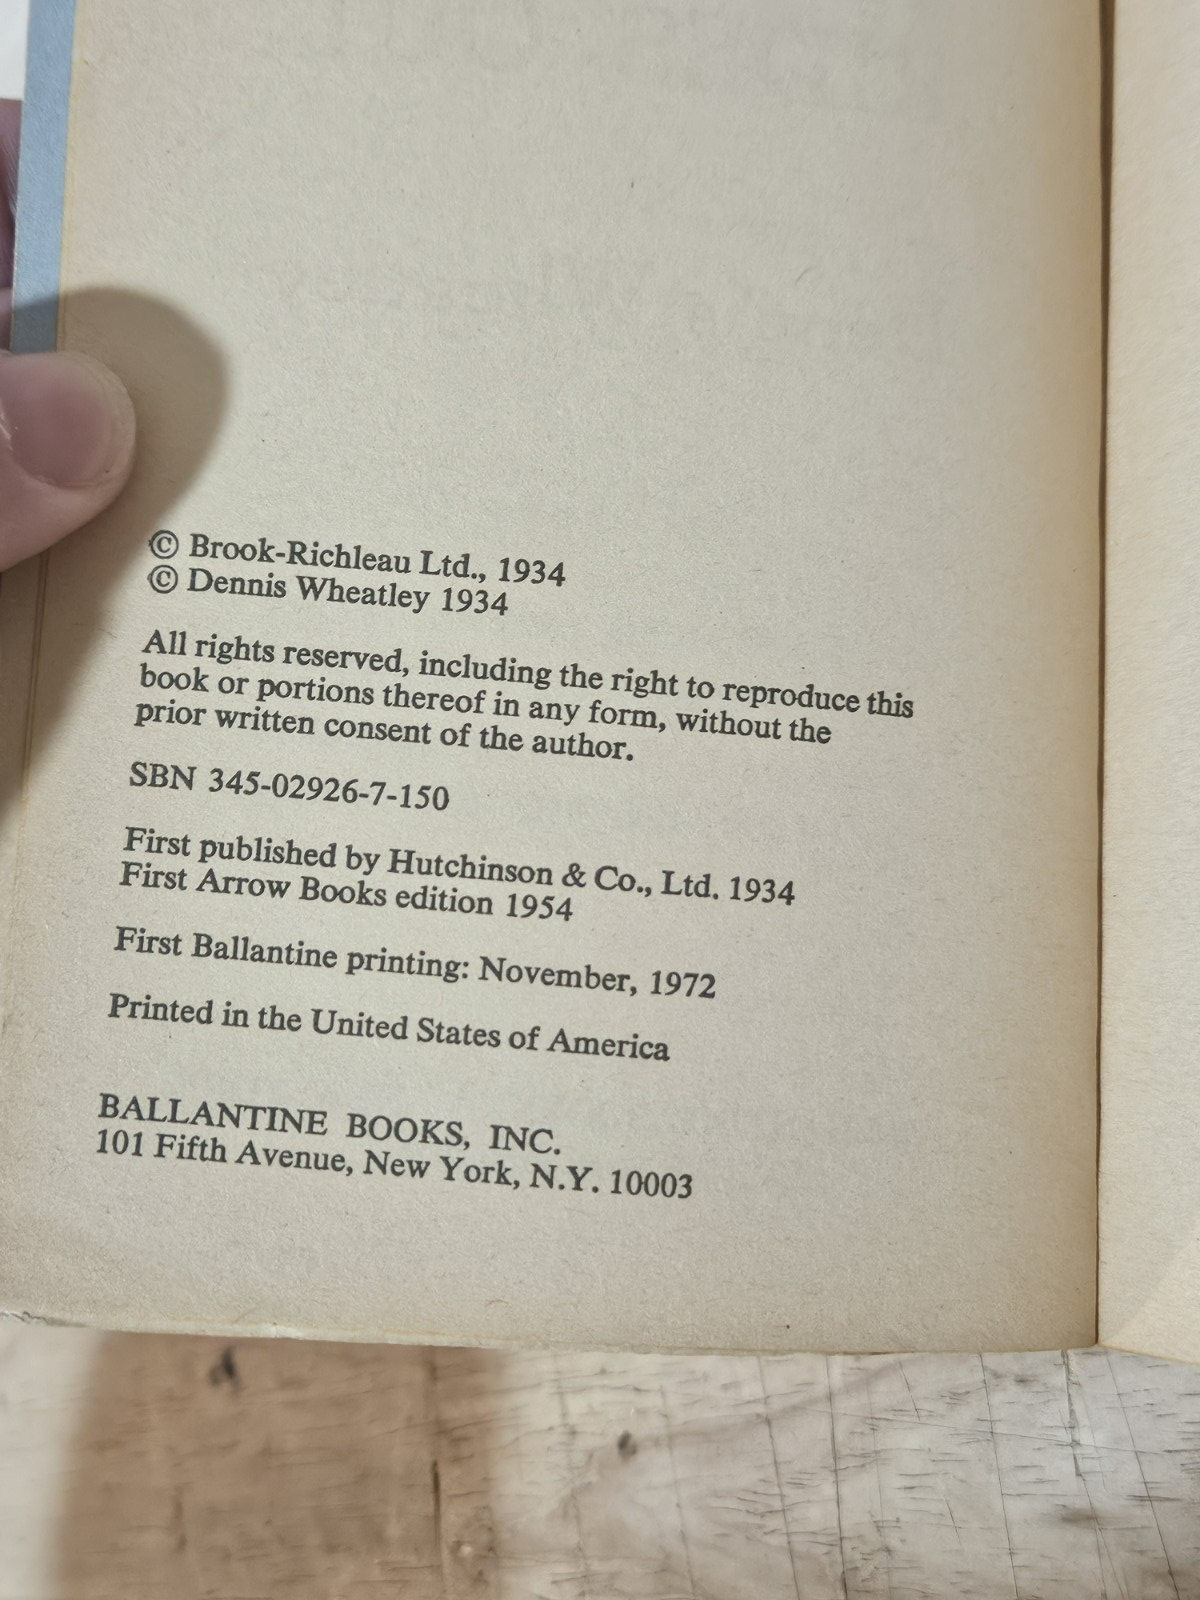 © Brook-Richleau Ltd., 1934
© Dennis Wheatley 1934
All rights reserved, including the right to reproduce this
book or portions thereof in any form, without the
prior written consent of the author.
SBN 345-02926-7-150
First published by Hutchinson & Co., Ltd. 1934
First Arrow Books edition 1954
First Ballantine printing: November, 1972
Printed in the United States of America
BALLANTINE BOOKS, INC.
101 Fifth Avenue, New York, N.Y. 10003